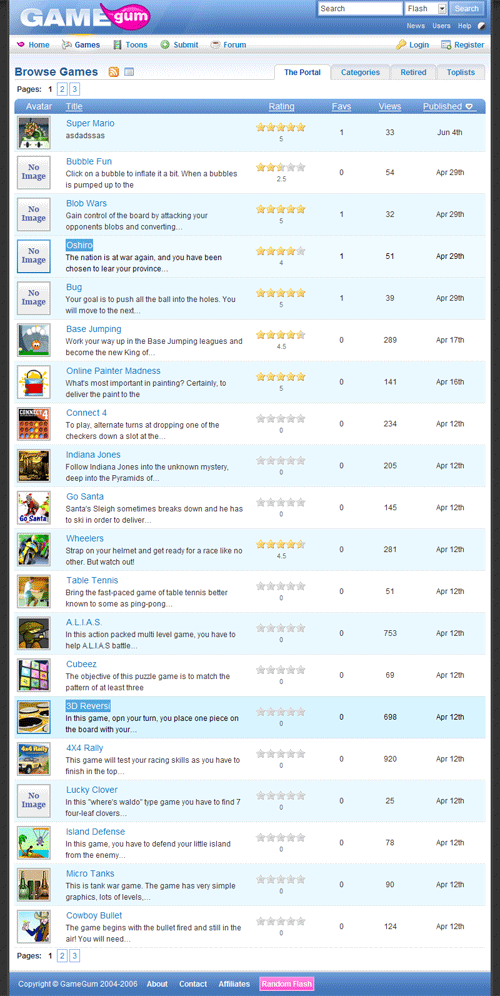 GAMEgum
Search Flash Search
News Users Help
Home Games Toons Submit Forum Login Register
Browse Games The Portal Categories Retired Toplists
Pages: 1 2 3
Avatar Title Rating Favs Views Published
Super Mario
asdadssas
5 1 33 Jun 4th
No Image
Bubble Fun
Click on a bubble to inflate it a bit. When a bubbles
is pumped up to the
2.5 0 54 Apr 29th
No Image
Blob Wars
Gain control of the board by attacking your
opponents blobs and converting...
5 1 32 Apr 29th
No Image
Oshiro
The nation is at war again, and you have been
chosen to lear your province...
4 1 51 Apr 29th
No Image
Bug
Your goal is to push all the ball into the holes. You
will move to the next...
5 1 39 Apr 29th
Base Jumping
Work your way up in the Base Jumping leagues and
become the new King of...
4.5 0 289 Apr 17th
Online Painter Madness
What's most important in painting? Certainly, to
deliver the paint to the
5 0 141 Apr 16th
CONNECT 4
Connect 4
To play, alternate turns at dropping one of the
checkers down a slot at the...
0 0 234 Apr 12th
Indiana Jones
Follow Indiana Jones into the unknown mystery,
deep into the Pyramids of...
0 0 205 Apr 12th
Go Santa
Go Santa
Santa's Sleigh sometimes breaks down and he has
to ski in order to deliver...
0 0 145 Apr 12th
Wheelers
Strap on your helmet and get ready for a race like no
other. But watch out!
4.5 0 281 Apr 12th
Table Tennis
Bring the fast-paced game of table tennis better
known to some as ping-pong...
0 0 51 Apr 12th
A.L.I.A.S.
In this action packed multi level game, you have to
help A.L.I.A.S battle...
0 0 753 Apr 12th
Cubeez
The objective of this puzzle game is to match the
pattern of at least three
0 0 69 Apr 12th
3D Reversi
In this game, opn your turn, you place one piece on
the board with your...
0 0 698 Apr 12th
4x4 Rally
4X4 Rally
This game will test your racing skills as you have to
finish in the top...
0 0 920 Apr 12th
No Image
Lucky Clover
In this "where's waldo" type game you have to find 7
four-leaf clovers...
0 0 25 Apr 12th
Island Defense
In this game, you have to defend your little island
from the enemy...
0 0 78 Apr 12th
Micro Tanks
This is tank war game. The game has very simple
graphics, lots of levels,...
0 0 90 Apr 12th
Cowboy Bullet
The game begins with the bullet fired and still in the
air! You will need...
0 0 124 Apr 12th
Pages: 1 2 3
Copyright © GameGum 2004-2006 About Contact Affiliates Random Flash